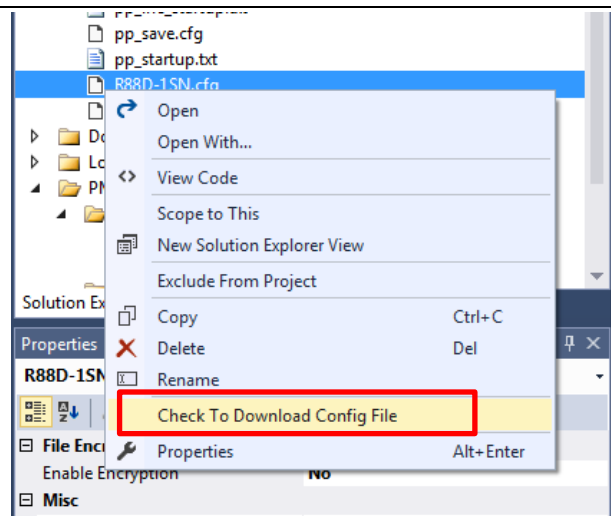 pp_save.cfg
pp_startup.txt
R88D-1SN.cfg
Open
Open With...
View Code
Scope to This
New Solution Explorer View
Exclude From Project
Solution Ex
Copy Ctrl+C
Properties
Delete Del
R88D-1SN
Rename
Check To Download Config File
File Enc
Properties Alt+Enter
Enable Encryption No
Misc